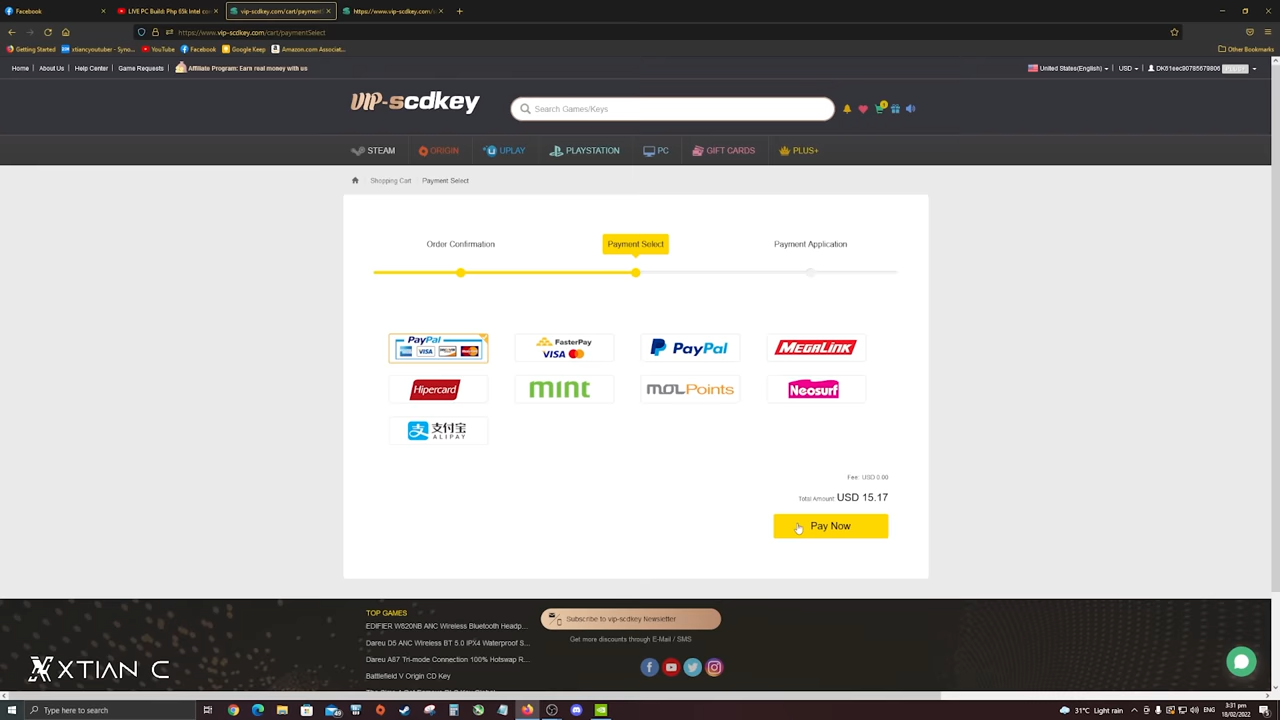 Facebook
LIVE PC Build: Php 65k Intel co
vip-scdkey.com/cart/payment
https://www.vip-scdkey.com/s
https://www.vip-scdkey.com/cart/paymentSelect
Getting Started
xtiancyoutuber - Syno...
YouTube
Facebook
Google Keep
Amazon.com Associat...
Other Bookmarks
Home
About Us
Help Center
Game Requests
Affiliate Program: Earn real money with us
United States(English)
USD
VIP-scdkey
Search Games/Keys
STEAM
ORIGIN
UPLAY
PLAYSTATION
PC
GIFT CARDS
PLUS+
Shopping Cart
Payment Select
Order Confirmation
Payment Select
Payment Application
PayPal
VISA
FasterPay
VISA
PayPal
MEGALINK
Hipercard
mint
MOLPoints
Neosurf
支付宝
ALIPAY
Fee: USD 0.00
Total Amount: USD 15.17
Pay Now
TOP GAMES
EDIFIER W820NB ANC Wireless Bluetooth Headp...
Dareu D5 ANC Wireless BT 5.0 IPX4 Waterproof S...
Dareu A87 Tri-mode Connection 100% Hotswap R...
Battlefield V Origin CD Key
Subscribe to vip-scdkey Newsletter
Get more discounts through E-Mail / SMS
XTIAN C
Type here to search
31°C Light rain
ENG
3:31 pm
18/02/2022